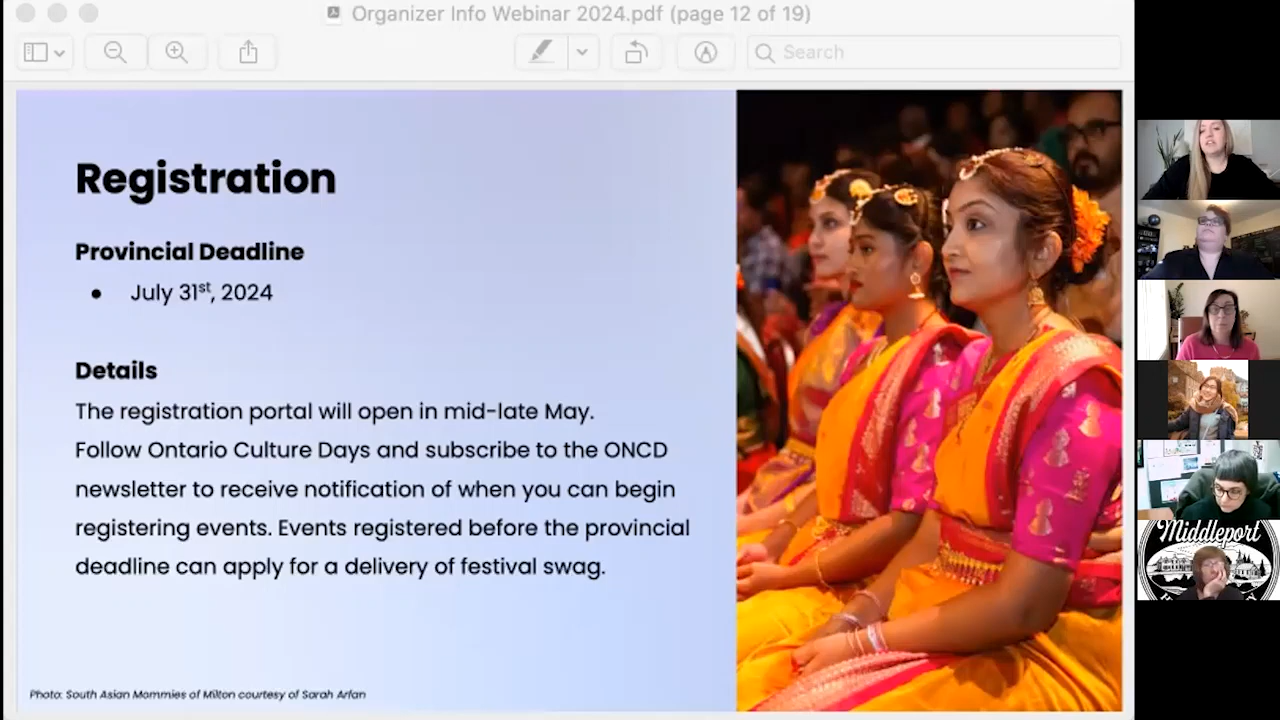 Organizer Info Webinar 2024.pdf (page 12 of 19)
Search
Registration
Provincial Deadline
• July 31st, 2024
Details
The registration portal will open in mid-late May.
Follow Ontario Culture Days and subscribe to the ONCD
newsletter to receive notification of when you can begin
registering events. Events registered before the provincial
deadline can apply for a delivery of festival swag.
Photo: South Asian Mommies of Milton courtesy of Sarah Arfan
Middleport